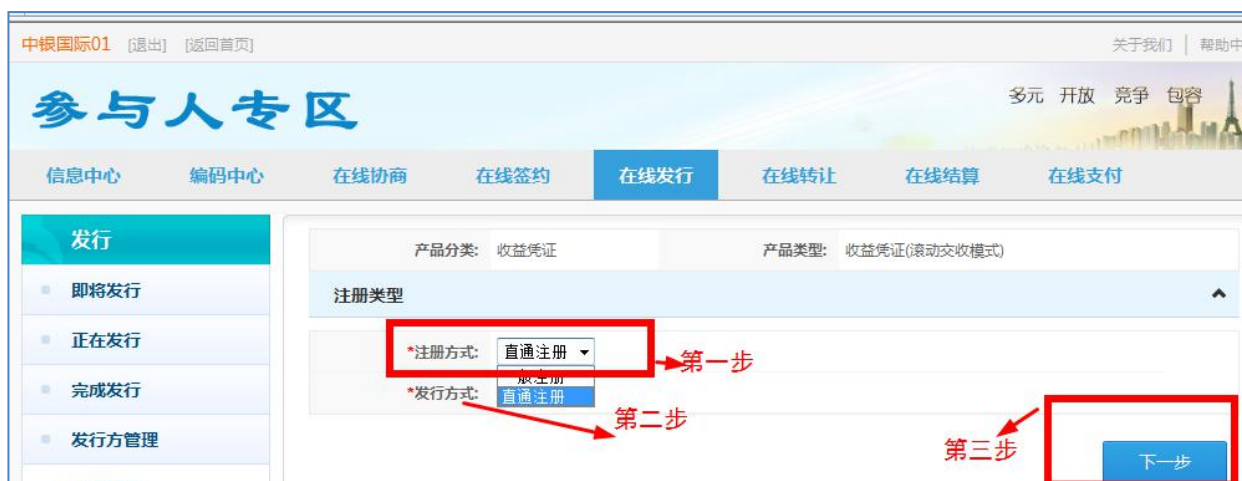 中银国际01 [退出] [返回首页] 关于我们 | 帮助中
参与人专区
多元 开放 竞争 包容
信息中心 编码中心 在线协商 在线签约 在线发行 在线转让 在线结算 在线支付
发行
产品分类: 收益凭证 产品类型: 收益凭证(滚动交收模式)
即将发行
注册类型
正在发行
*注册方式: 直通注册
第一步
一般注册
完成发行
*发行方式:
直通注册
第二步
发行方管理
第三步
下一步